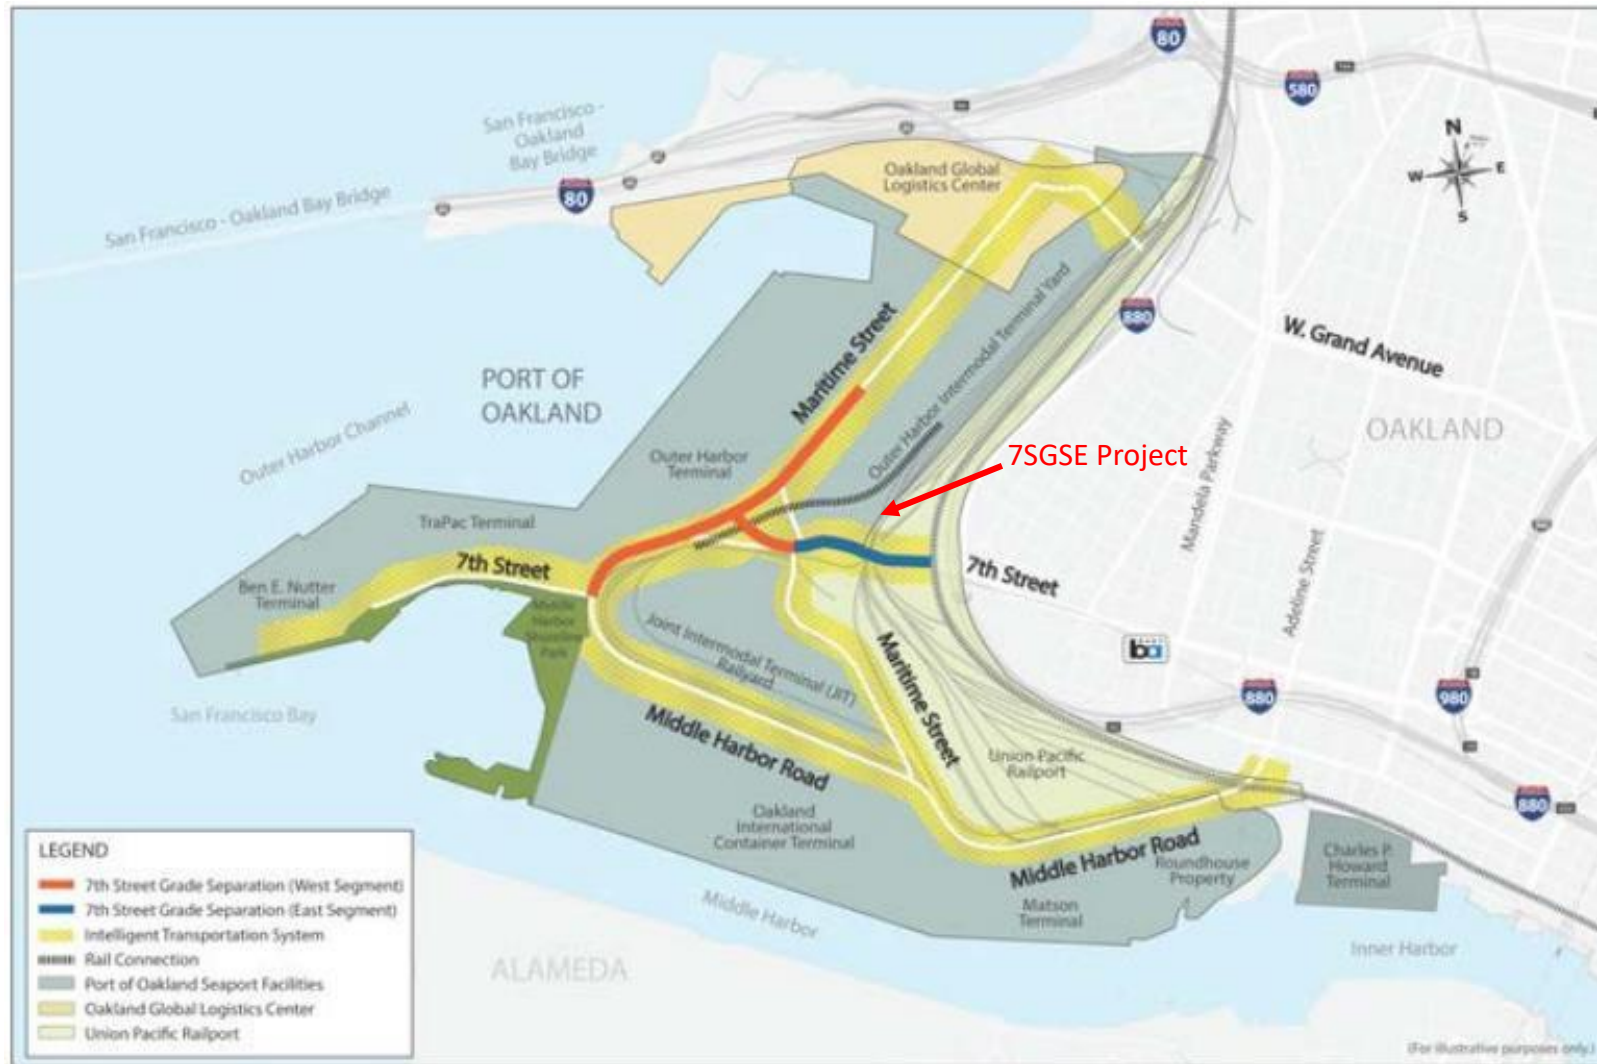 80
580
San Francisco -
Oakland
Bay Bridge
N
W
E
S
80
San Francisco - Oakland Bay Bridge
Oakland Global
Logistics Center
880
W. Grand Avenue
Maritime Street
Outer Harbor Intermodal Terminal Yard
PORT OF
OAKLAND
OAKLAND
Outer Harbor Channel
Mandela Parkway
7SGSE Project
Outer Harbor
Terminal
TraPac Terminal
Adeline Street
7th Street
7th Street
Ben E. Nutter
Terminal
Middle
Harbor
Shoreline
Park
Joint Intermodal Terminal (JIT)
Railyard
ba
Maritime Street
880
980
San Francisco Bay
Middle Harbor Road
Union Pacific
Railport
880
Oakland
International
Container Terminal
Middle Harbor Road
Roundhouse
Property
Charles P.
Howard
Terminal
Matson
Terminal
Middle Harbor
Inner Harbor
ALAMEDA
LEGEND
7th Street Grade Separation (West Segment)
7th Street Grade Separation (East Segment)
Intelligent Transportation System
Rail Connection
Port of Oakland Seaport Facilities
Oakland Global Logistics Center
Union Pacific Railport
(For illustrative purposes only.)